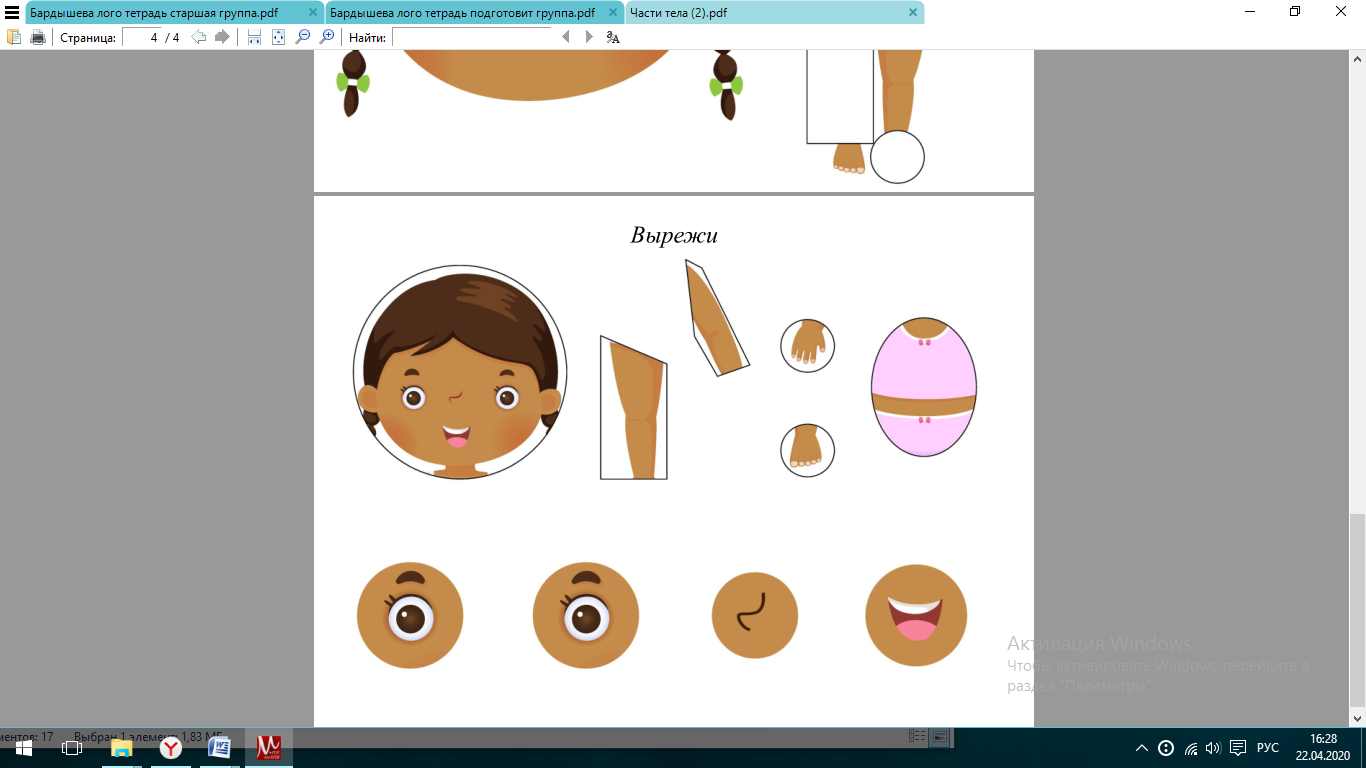 Бардышева лого тетрадь старшая группа.pdf
Бардышева лого тетрадь подготовит группа.pdf
Части тела (2).pdf
Страница: 4 / 4
Найти:
Вырежи
Активация Windows
Чтобы активировать Windows, перейдите в
раздел "Параметры".
ментов: 17 Выбран 1 элемент: 1,83 МБ
РУС
16:28
22.04.2020